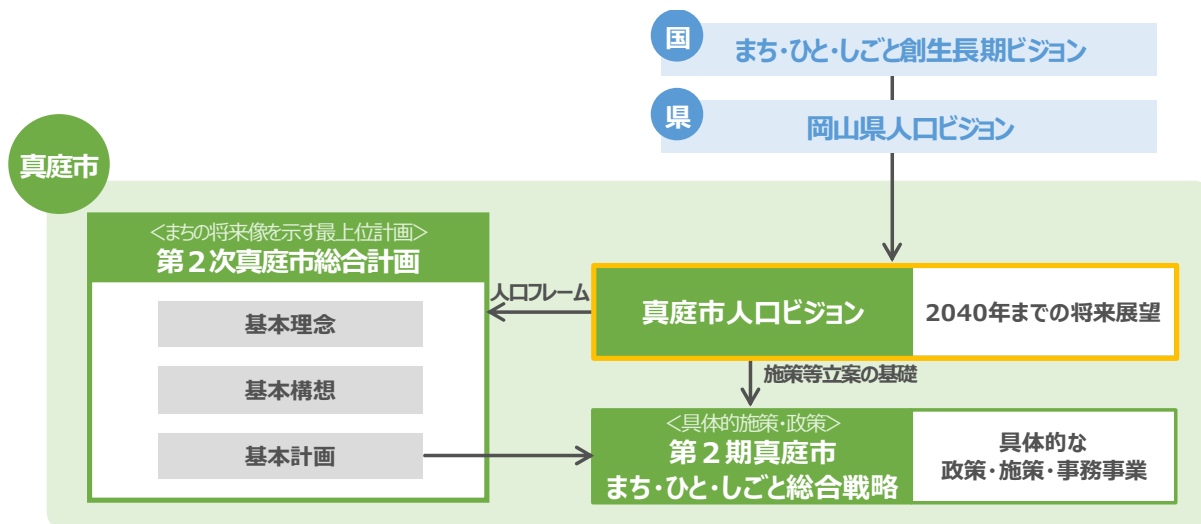 国
まち・ひと・しごと創生長期ビジョン
県
岡山県人口ビジョン
真庭市
＜まちの将来像を示す最上位計画＞
第２次真庭市総合計画
基本理念
基本構想
基本計画
人口フレーム
真庭市人口ビジョン
2040年までの将来展望
施策等立案の基礎
＜具体的施策・政策＞
第２期真庭市
まち・ひと・しごと総合戦略
具体的な
政策・施策・事務事業